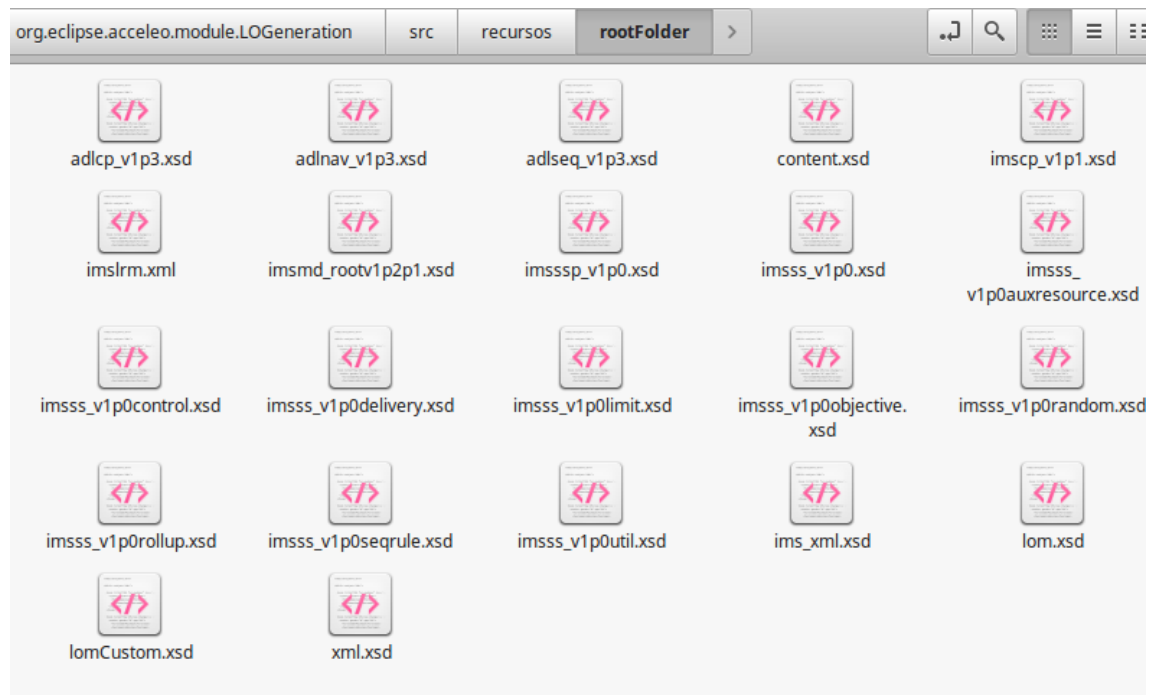 org.eclipse.acceleo.module.LOGeneration src recursos rootFolder
adlcp_v1p3.xsd adlnav_v1p3.xsd adlseq_v1p3.xsd content.xsd imscp_v1p1.xsd
imslrm.xml imsmd_rootv1p2p1.xsd imsssp_v1p0.xsd imsss_v1p0.xsd imsss_
v1p0auxresource.xsd
imsss_v1p0control.xsd imsss_v1p0delivery.xsd imsss_v1p0limit.xsd imsss_v1p0objective. imsss_v1p0random.xsd
xsd
imsss_v1p0rollup.xsd imsss_v1p0seqrule.xsd imsss_v1p0util.xsd ims_xml.xsd lom.xsd
lomCustom.xsd xml.xsd